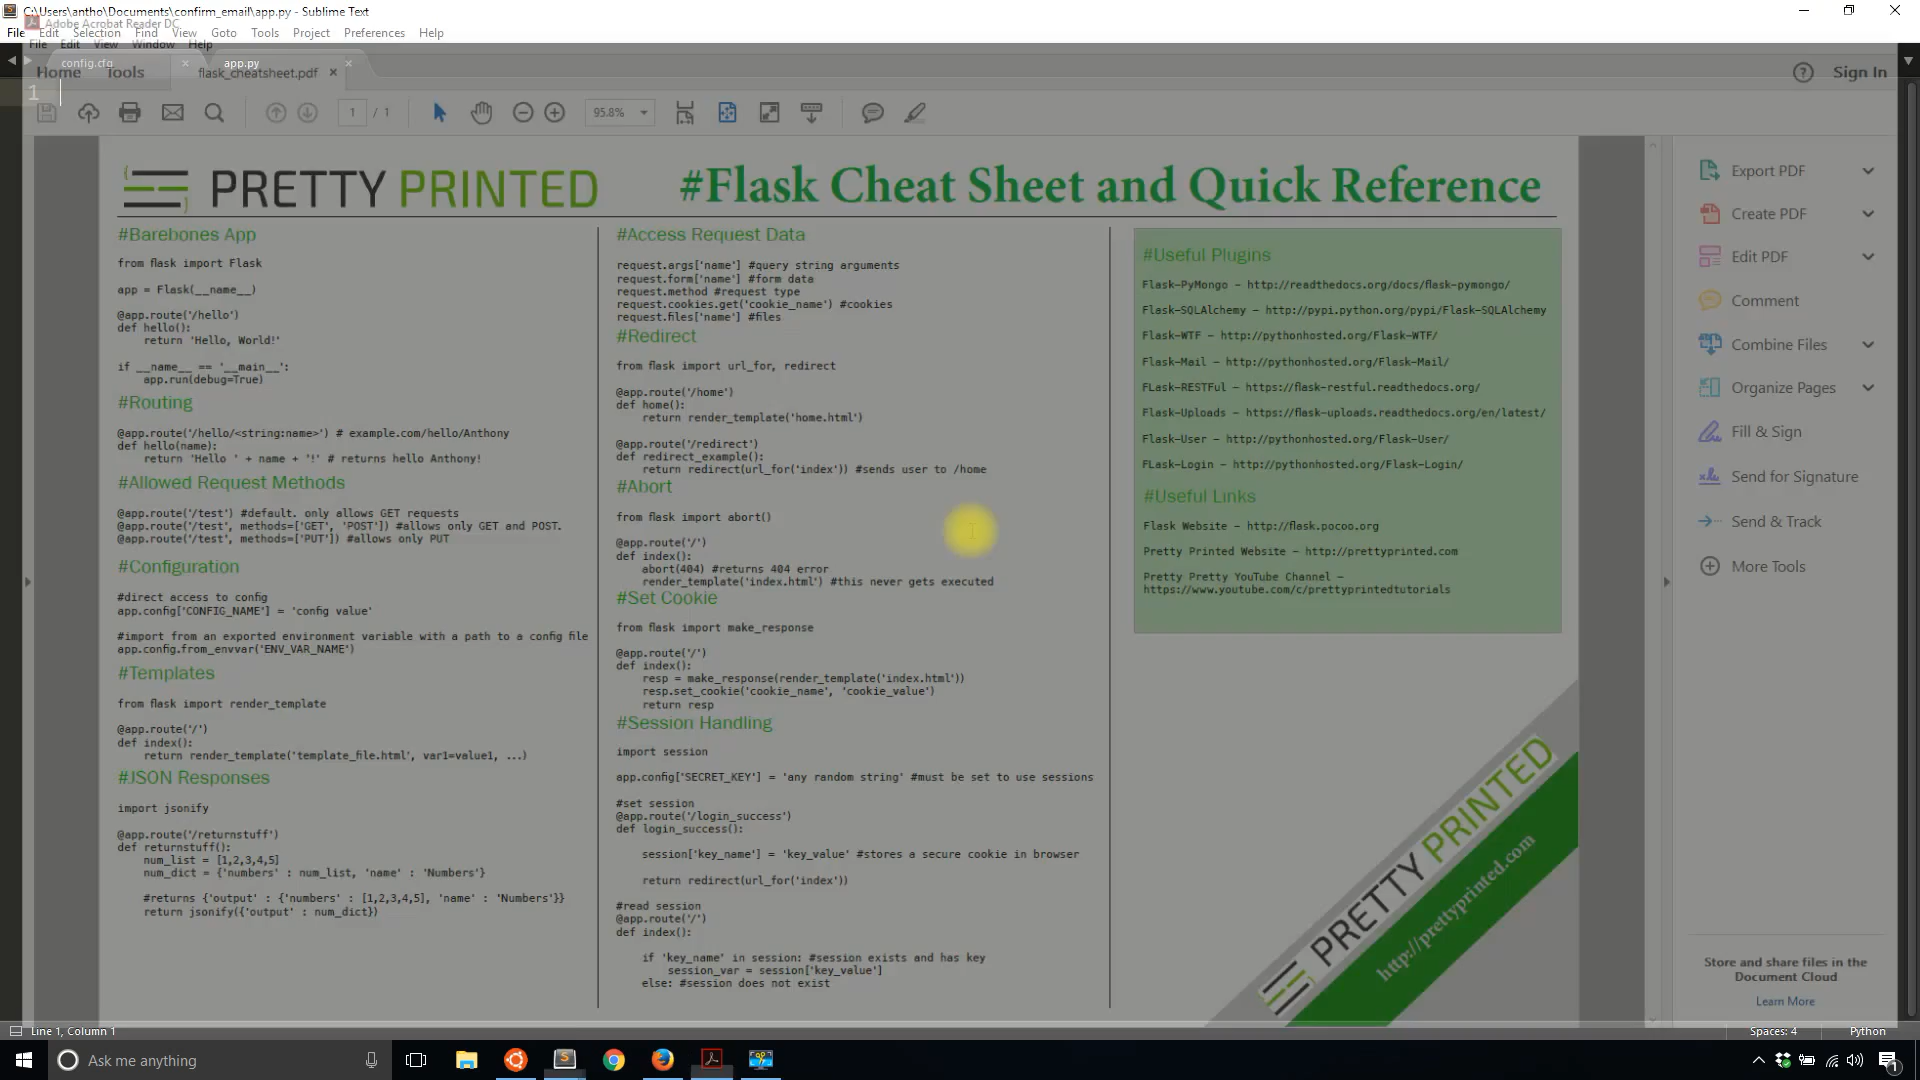 C:\Users\antho\Documents\confirm_email\app.py - Sublime Text
Adobe Acrobat Reader DC
File Edit Selection Find View Goto Tools Project Preferences Help
File Edit View Window Help
config.cfg
app.py
Home Tools flask_cheatsheet.pdf
Sign In
1
1 / 1
95.8%
PRETTY PRINTED
#Flask Cheat Sheet and Quick Reference
#Barebones App
from flask import Flask
app = Flask(__name__)
@app.route('/hello')
def hello():
return 'Hello, World!'
if __name__ == '__main__':
app.run(debug=True)
#Routing
@app.route('/hello/<string:name>') # example.com/hello/Anthony
def hello(name):
return 'Hello ' + name + '!' # returns hello Anthony!
#Allowed Request Methods
@app.route('/test') #default. only allows GET requests
@app.route('/test', methods=['GET', 'POST']) #allows only GET and POST.
@app.route('/test', methods=['PUT']) #allows only PUT
#Configuration
#direct access to config
app.config['CONFIG_NAME'] = 'config value'
#import from an exported environment variable with a path to a config file
app.config.from_envvar('ENV_VAR_NAME')
#Templates
from flask import render_template
@app.route('/')
def index():
return render_template('template_file.html', var1=value1, ...)
#JSON Responses
import jsonify
@app.route('/returnstuff')
def returnstuff():
num_list = [1,2,3,4,5]
num_dict = {'numbers' : num_list, 'name' : 'Numbers'}
#returns {'output' : {'numbers' : [1,2,3,4,5], 'name' : 'Numbers'}}
return jsonify({'output' : num_dict})
#Access Request Data
request.args['name'] #query string arguments
request.form['name'] #form data
request.method #request type
request.cookies.get('cookie_name') #cookies
request.files['name'] #files
#Redirect
from flask import url_for, redirect
@app.route('/home')
def home():
return render_template('home.html')
@app.route('/redirect')
def redirect_example():
return redirect(url_for('index')) #sends user to /home
#Abort
from flask import abort()
@app.route('/')
def index():
abort(404) #returns 404 error
render_template('index.html') #this never gets executed
#Set Cookie
from flask import make_response
@app.route('/')
def index():
resp = make_response(render_template('index.html'))
resp.set_cookie('cookie_name', 'cookie_value')
return resp
#Session Handling
import session
app.config['SECRET_KEY'] = 'any random string' #must be set to use sessions
#set session
@app.route('/login_success')
def login_success():
session['key_name'] = 'key_value' #stores a secure cookie in browser
return redirect(url_for('index'))
#read session
@app.route('/')
def index():
if 'key_name' in session: #session exists and has key
session_var = session['key_value']
else: #session does not exist
#Useful Plugins
Flask-PyMongo - http://readthedocs.org/docs/flask-pymongo/
Flask-SQLAlchemy - http://pypi.python.org/pypi/Flask-SQLAlchemy
Flask-WTF - http://pythonhosted.org/Flask-WTF/
Flask-Mail - http://pythonhosted.org/Flask-Mail/
FLask-RESTFul - https://flask-restful.readthedocs.org/
Flask-Uploads - https://flask-uploads.readthedocs.org/en/latest/
Flask-User - http://pythonhosted.org/Flask-User/
FLask-Login - http://pythonhosted.org/Flask-Login/
#Useful Links
Flask Website - http://flask.pocoo.org
Pretty Printed Website - http://prettyprinted.com
Pretty Pretty YouTube Channel -
https://www.youtube.com/c/prettyprintedtutorials
PRETTY PRINTED
http://prettyprinted.com
Export PDF
Create PDF
Edit PDF
Comment
Combine Files
Organize Pages
Fill & Sign
Send for Signature
Send & Track
More Tools
Store and share files in the
Document Cloud
Learn More
Line 1, Column 1
Spaces: 4
Python
Ask me anything
1